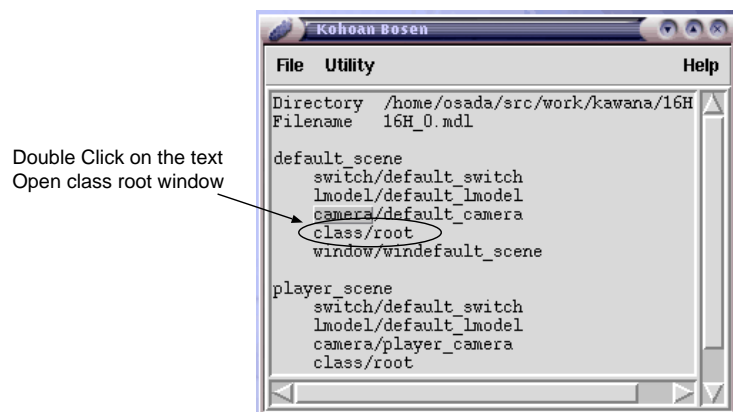 Kohoan Bosen
File Utility Help
Directory /home/osada/src/work/kawana/16H
Filename 16H_0.mdl
default_scene
switch/default_switch
lmodel/default_lmodel
camera/default_camera
class/root
window/windefault_scene
player_scene
switch/default_switch
lmodel/default_lmodel
camera/player_camera
class/root
Double Click on the text
Open class root window